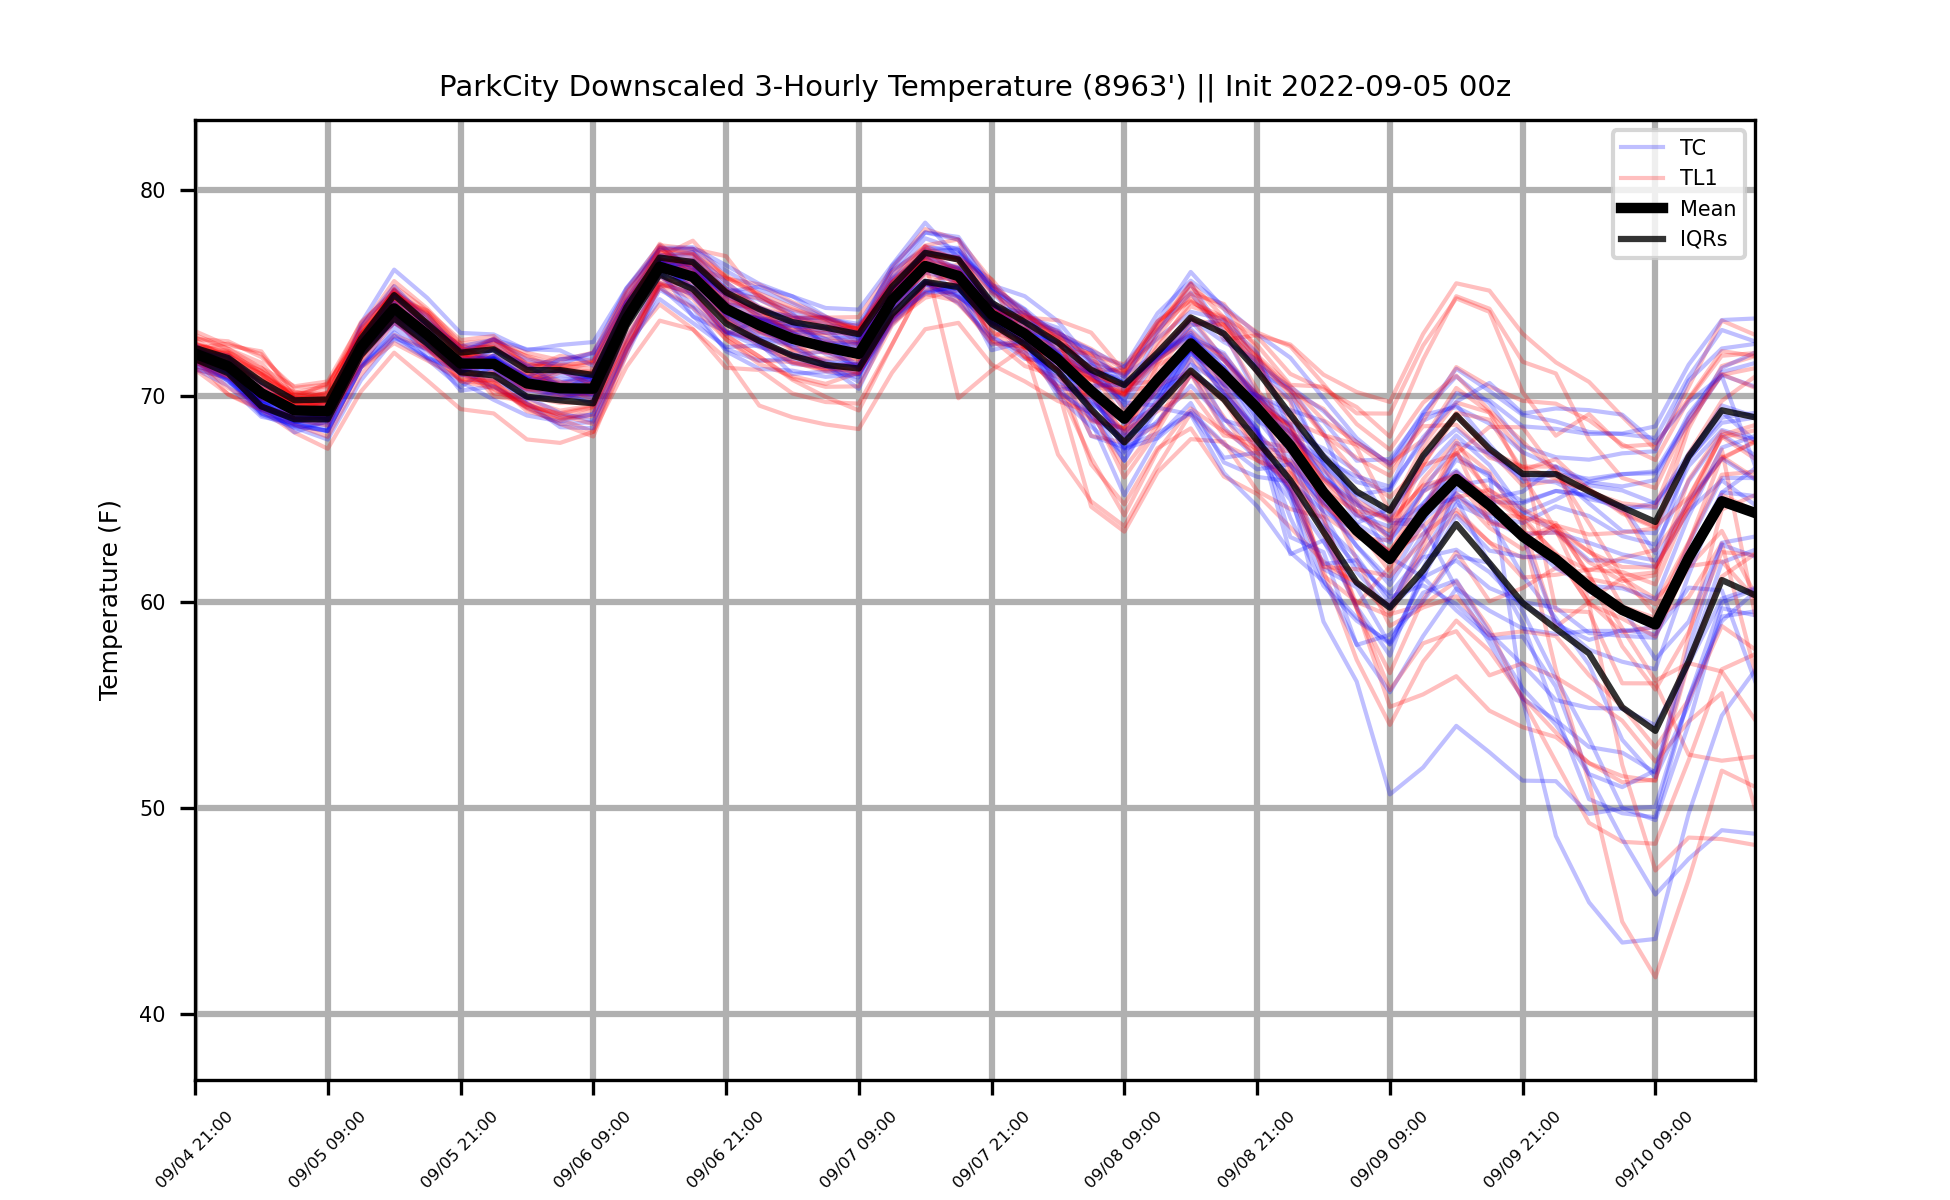 ParkCity Downscaled 3-Hourly Temperature (8963') || Init 2022-09-05 00z
TC
TL1
Mean
IQRs
Temperature (F)
80
70
60
50
40
09/04 21:00
09/05 09:00
09/05 21:00
09/06 09:00
09/06 21:00
09/07 09:00
09/07 21:00
09/08 09:00
09/08 21:00
09/09 09:00
09/09 21:00
09/10 09:00